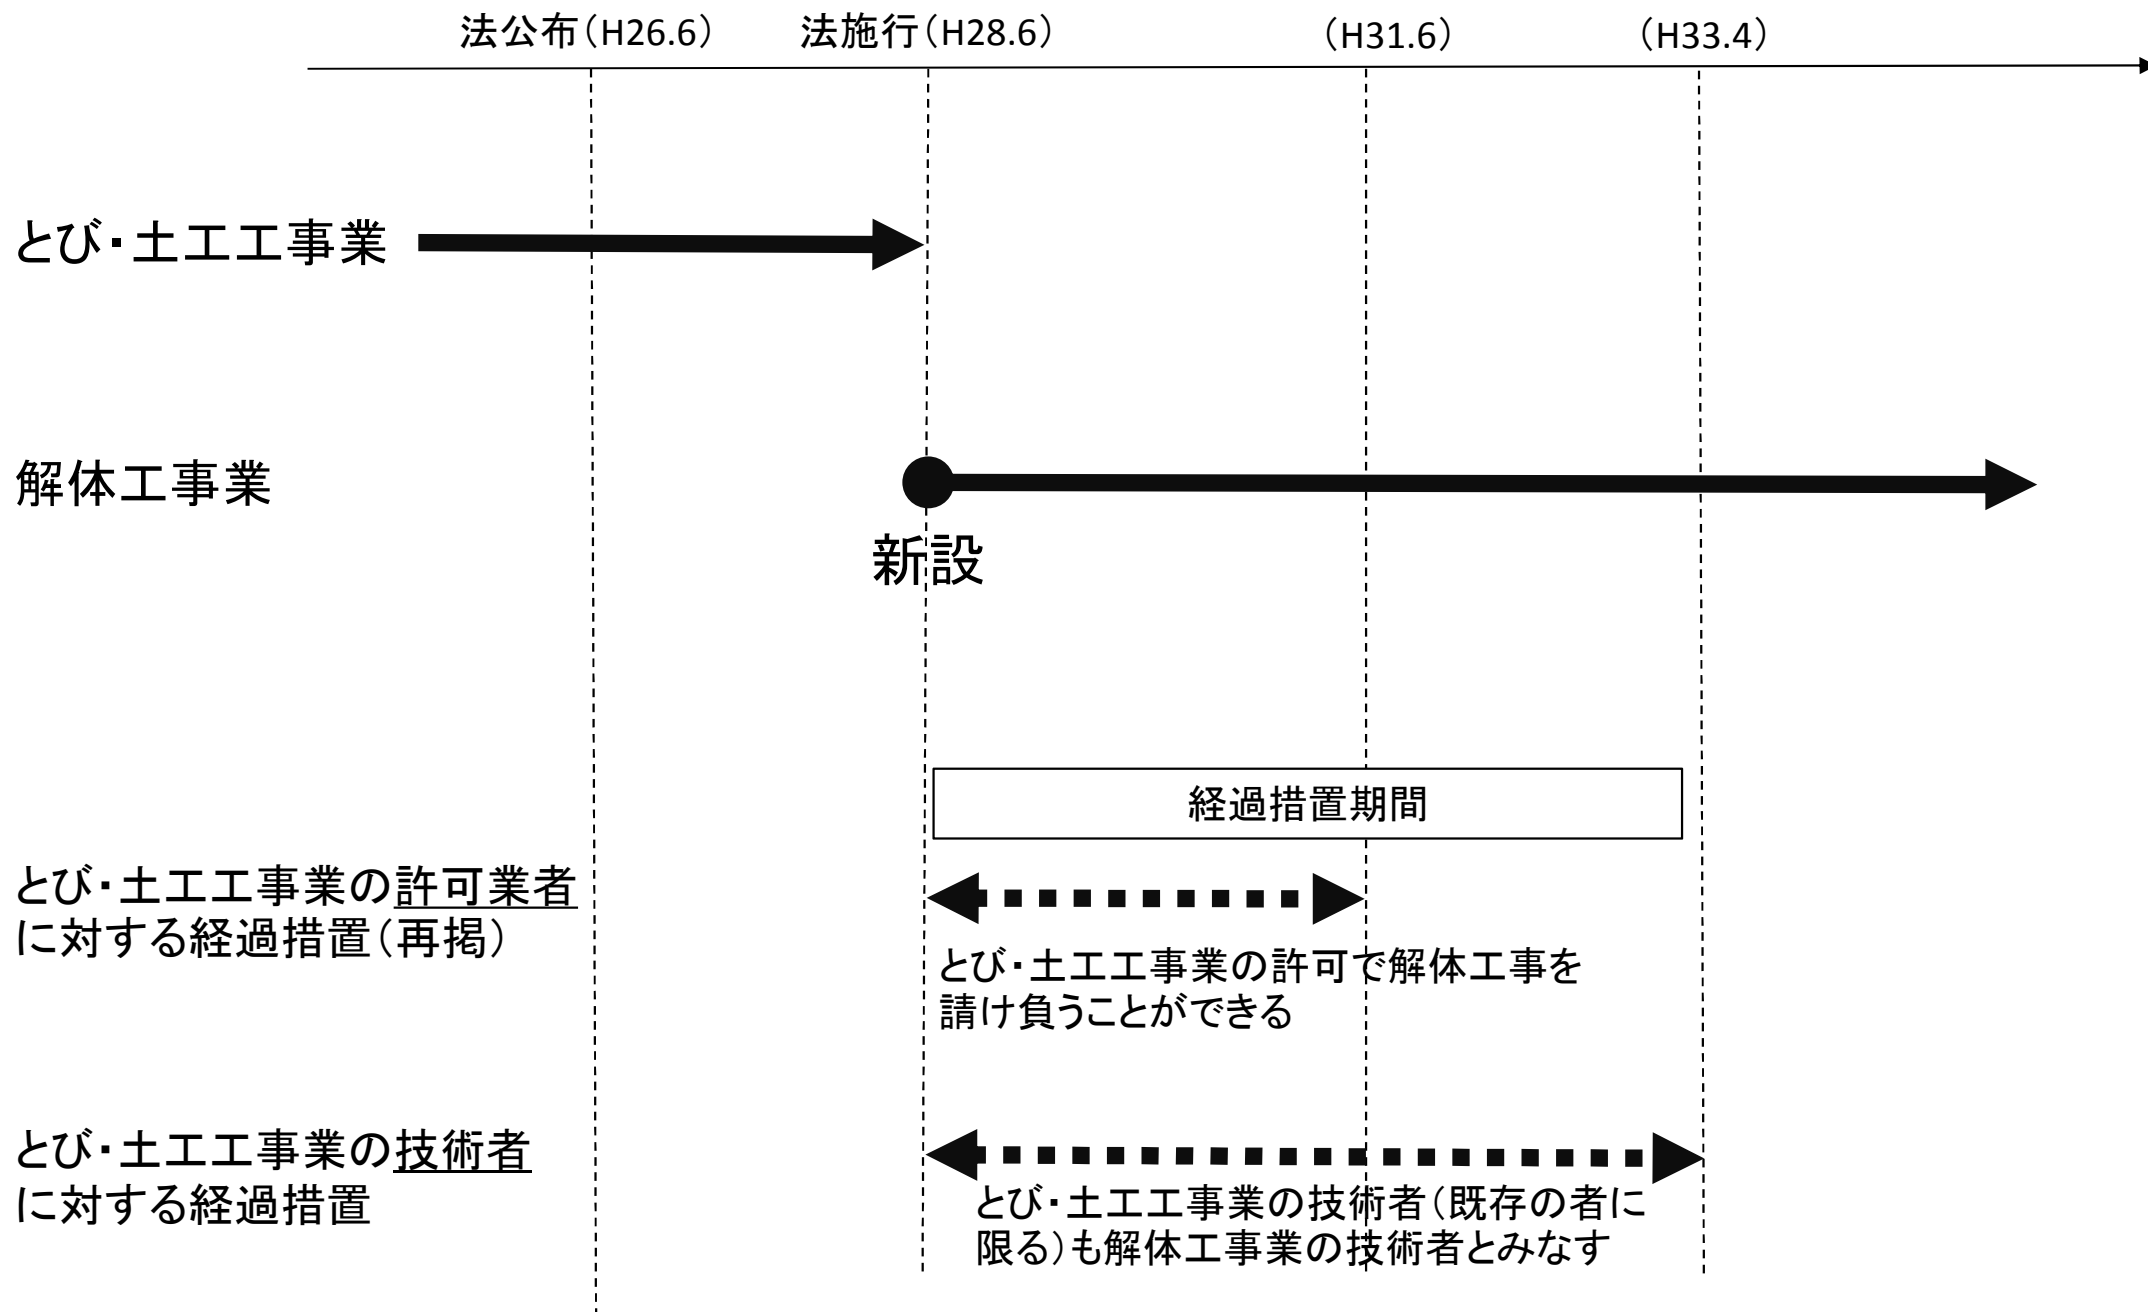 法公布（H26.6）
法施行（H28.6）
（H31.6）
（H33.4）
とび・土工工事業
解体工事業
新設
経過措置期間
とび・土工工事業の許可業者
に対する経過措置（再掲）
とび・土工工事業の許可で解体工事を
請け負うことができる
とび・土工工事業の技術者
に対する経過措置
とび・土工工事業の技術者（既存の者に
限る）も解体工事業の技術者とみなす